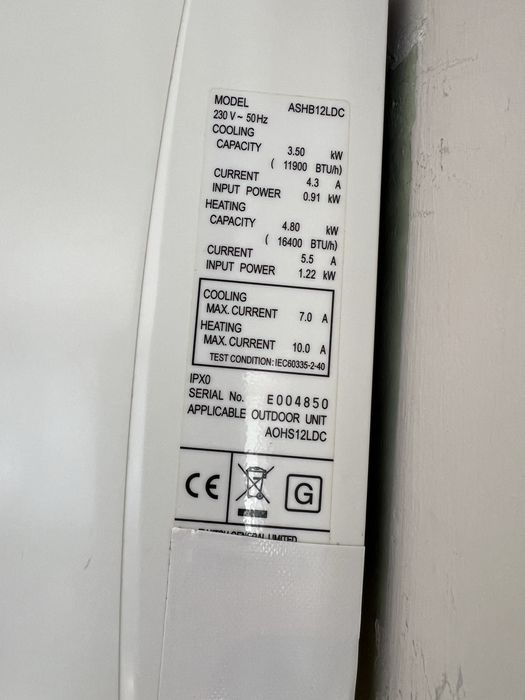 MODEL ASHB12LDC
230 V ~ 50 Hz
COOLING
CAPACITY 3.50 kW
( 11900 BTU/h)
CURRENT 4.3 A
INPUT POWER 0.91 kW
HEATING
CAPACITY 4.80 kW
( 16400 BTU/h)
CURRENT 5.5 A
INPUT POWER 1.22 kW
COOLING
MAX. CURRENT 7.0 A
HEATING
MAX. CURRENT 10.0 A
TEST CONDITION: IEC60335-2-40
IPX0
SERIAL No. E004850
APPLICABLE OUTDOOR UNIT
AOHS12LDC
CE G
GENERAL LIMITED